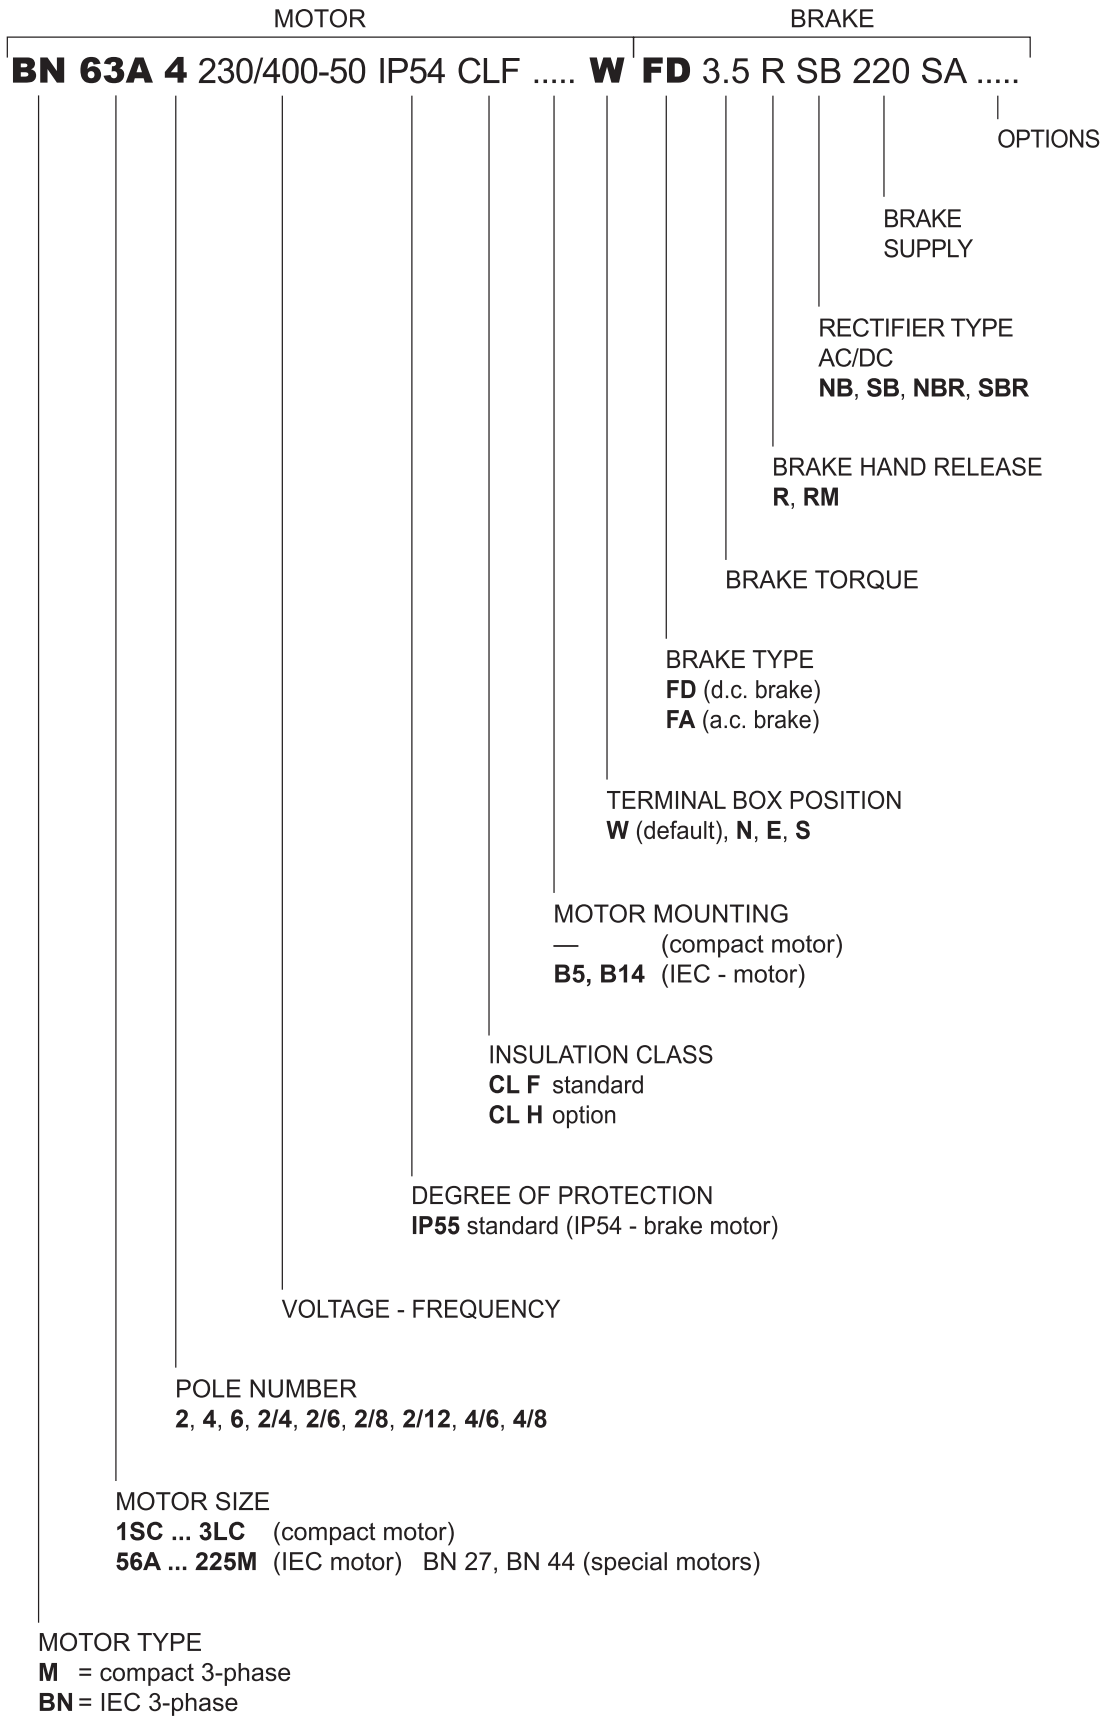 MOTOR BRAKE
BN 63A 4 230/400-50 IP54 CLF ..... W FD 3.5 R SB 220 SA .....
OPTIONS
BRAKE
SUPPLY
RECTIFIER TYPE
AC/DC
NB, SB, NBR, SBR
BRAKE HAND RELEASE
R, RM
BRAKE TORQUE
BRAKE TYPE
FD (d.c. brake)
FA (a.c. brake)
TERMINAL BOX POSITION
W (default), N, E, S
MOTOR MOUNTING
— (compact motor)
B5, B14 (IEC - motor)
INSULATION CLASS
CL F standard
CL H option
DEGREE OF PROTECTION
IP55 standard (IP54 - brake motor)
VOLTAGE - FREQUENCY
POLE NUMBER
2, 4, 6, 2/4, 2/6, 2/8, 2/12, 4/6, 4/8
MOTOR SIZE
1SC ... 3LC (compact motor)
56A ... 225M (IEC motor) BN 27, BN 44 (special motors)
MOTOR TYPE
M = compact 3-phase
BN = IEC 3-phase